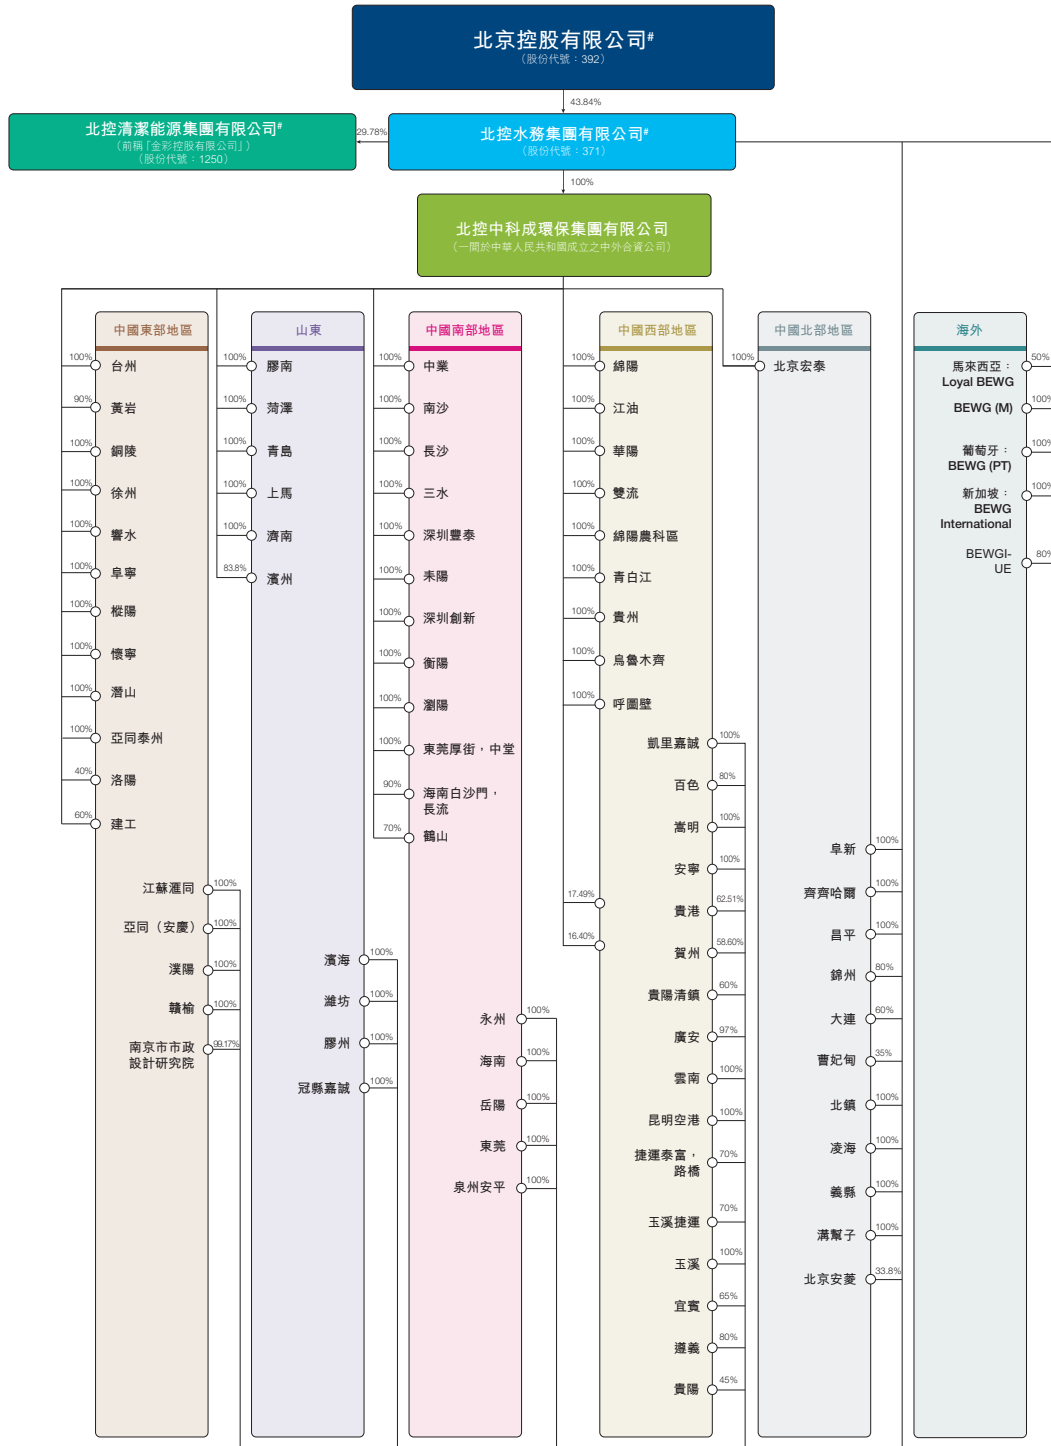 北京控股有限公司#
（股份代號：392）
43.84%
北控清潔能源集團有限公司#
（前稱「金彩控股有限公司」）
（股份代號：1250）
29.78%
北控水務集團有限公司#
（股份代號：371）
100%
北控中科成環保集團有限公司
（一間於中華人民共和國成立之中外合資公司）
中國東部地區
100% 台州
90% 黃岩
100% 銅陵
100% 徐州
100% 響水
100% 阜寧
100% 樅陽
100% 懷寧
100% 潛山
100% 亞同泰州
40% 洛陽
60% 建工
江蘇滙同 100%
亞同（安慶） 100%
濮陽 100%
贛榆 100%
南京市市政 99.17%
設計研究院
山東
100% 膠南
100% 菏澤
100% 青島
100% 上馬
100% 濟南
83.8% 濱州
濱海 100%
濰坊 100%
膠州 100%
冠縣嘉誠 100%
中國南部地區
100% 中業
100% 南沙
100% 長沙
100% 三水
100% 深圳豐泰
100% 耒陽
100% 深圳創新
100% 衡陽
100% 瀏陽
100% 東莞厚街，中堂
90% 海南白沙門，
長流
70% 鶴山
永州 100%
海南 100%
岳陽 100%
東莞 100%
泉州安平 100%
中國西部地區
100% 綿陽
100% 江油
100% 華陽
100% 雙流
100% 綿陽農科區
100% 青白江
100% 貴州
100% 烏魯木齊
100% 呼圖壁
凱里嘉誠 100%
百色 80%
嵩明 100%
安寧 100%
17.49% 貴港 62.51%
16.40% 賀州 58.60%
貴陽清鎮 60%
廣安 97%
雲南 100%
昆明空港 100%
捷運泰富， 70%
路橋
玉溪捷運 70%
玉溪 100%
宜賓 65%
遵義 80%
貴陽 45%
中國北部地區
100% 北京宏泰
阜新 100%
齊齊哈爾 100%
昌平 100%
錦州 80%
大連 60%
曹妃甸 35%
北鎮 100%
凌海 100%
義縣 100%
溝幫子 100%
北京安菱 33.8%
海外
馬來西亞： 50%
Loyal BEWG
BEWG (M) 100%
葡萄牙： 100%
BEWG (PT)
新加坡： 100%
BEWG
International
BEWGI- 80%
UE